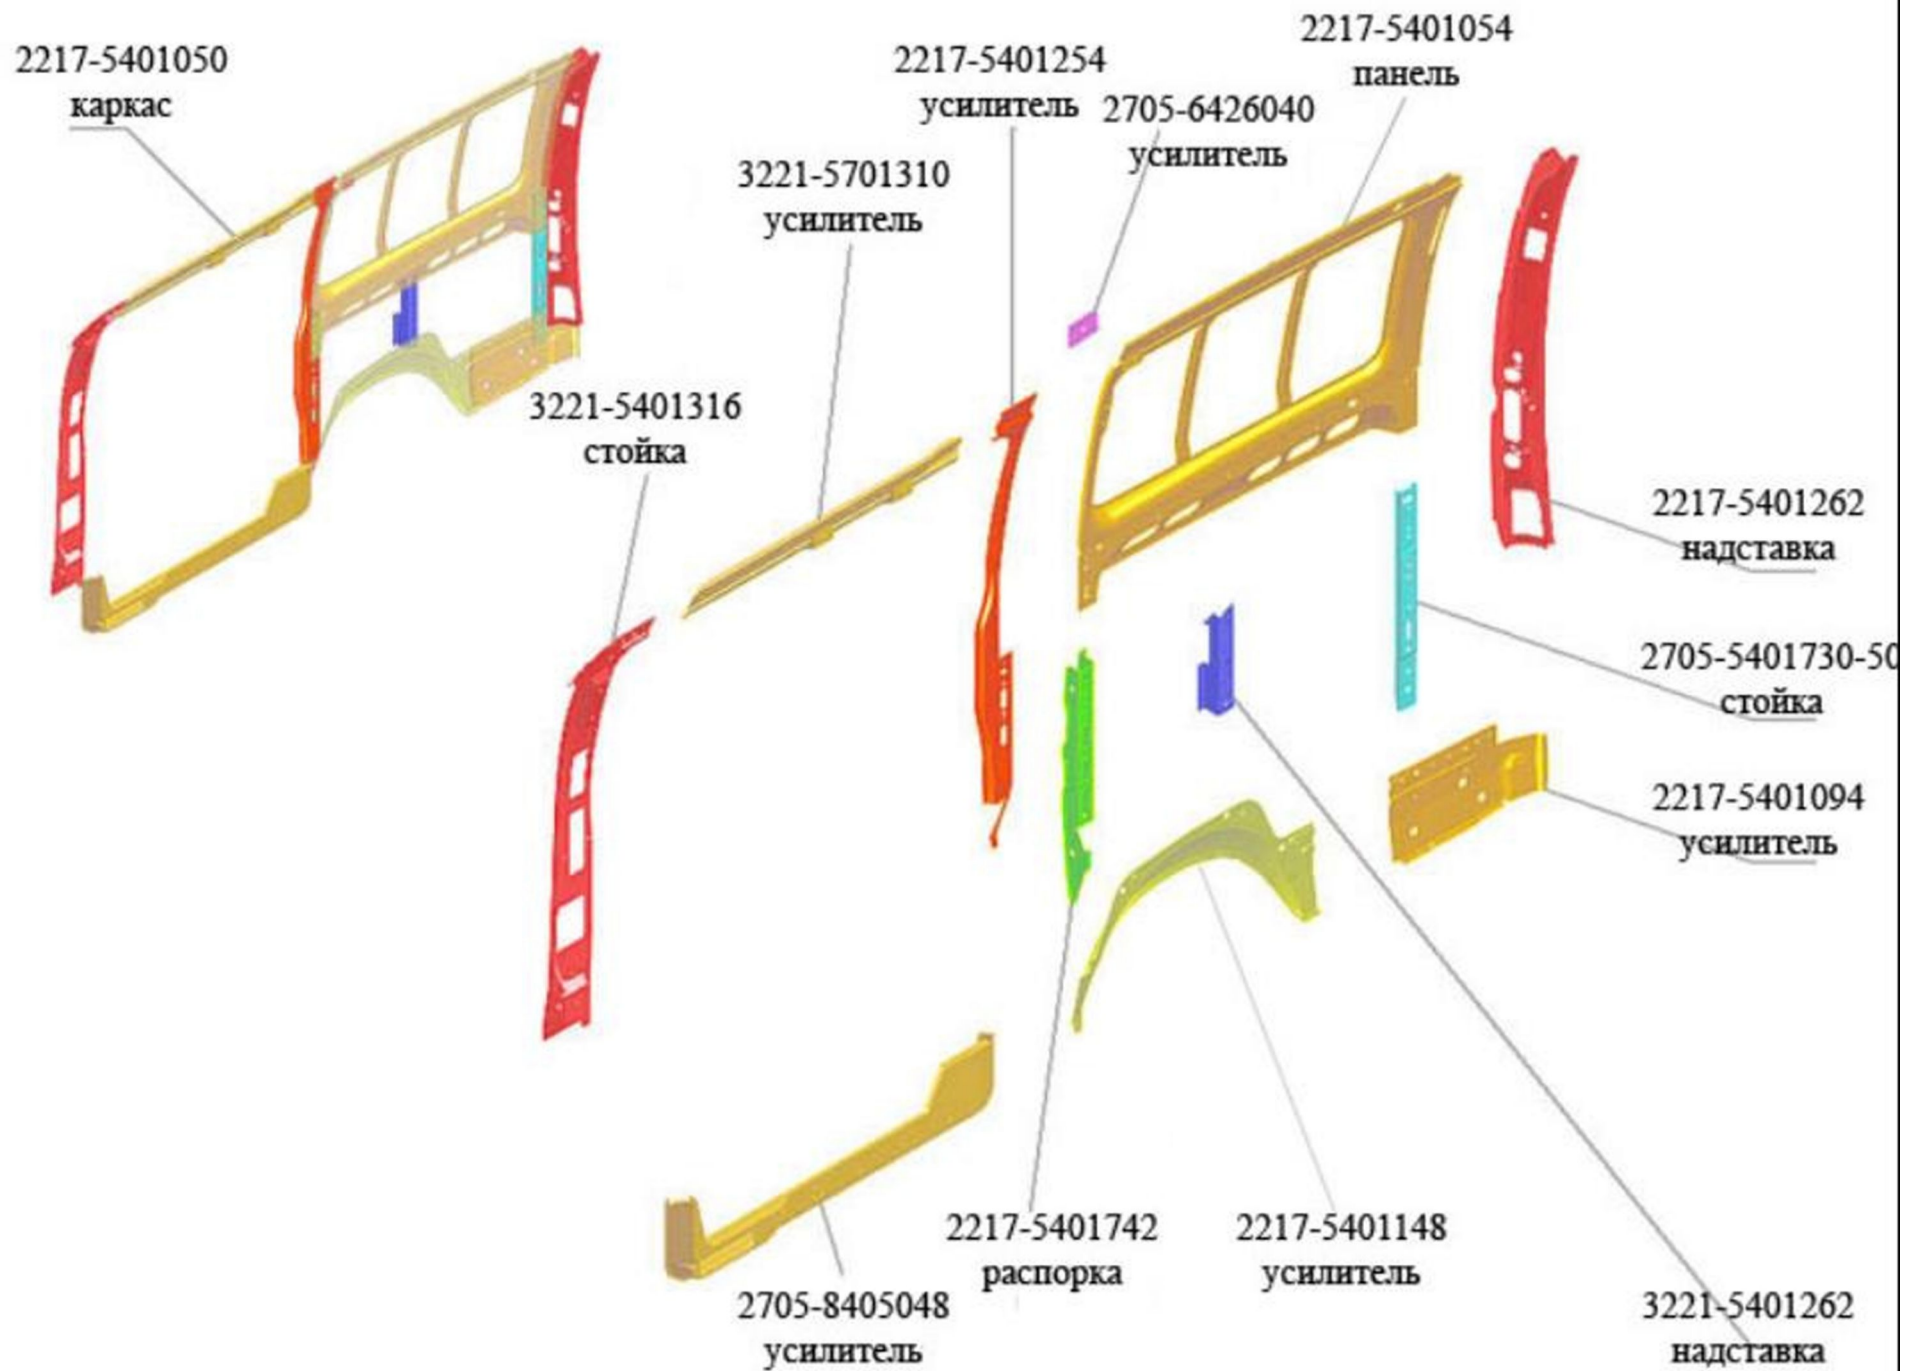 2217-5401050
каркас
2217-5401254
усилитель
2217-5401054
панель
2705-6426040
усилитель
3221-5701310
усилитель
3221-5401316
стойка
2217-5401262
надставка
2705-5401730-50
стойка
2217-5401094
усилитель
2217-5401742
распорка
2217-5401148
усилитель
2705-8405048
усилитель
3221-5401262
надставка